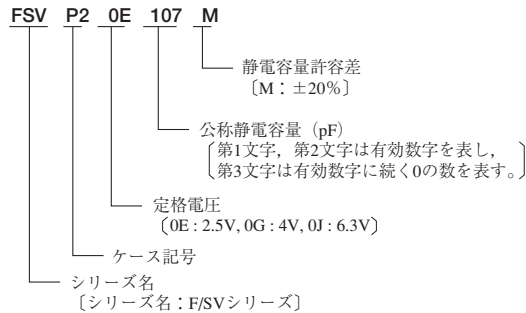 FSV P2 0E 107 M
静電容量許容差
〔M：±20%〕
公称静電容量（pF）
第1文字，第2文字は有効数字を表し，
第3文字は有効数字に続く0の数を表す。
定格電圧
〔0E : 2.5V, 0G : 4V, 0J : 6.3V〕
ケース記号
シリーズ名
〔シリーズ名：F/SVシリーズ〕